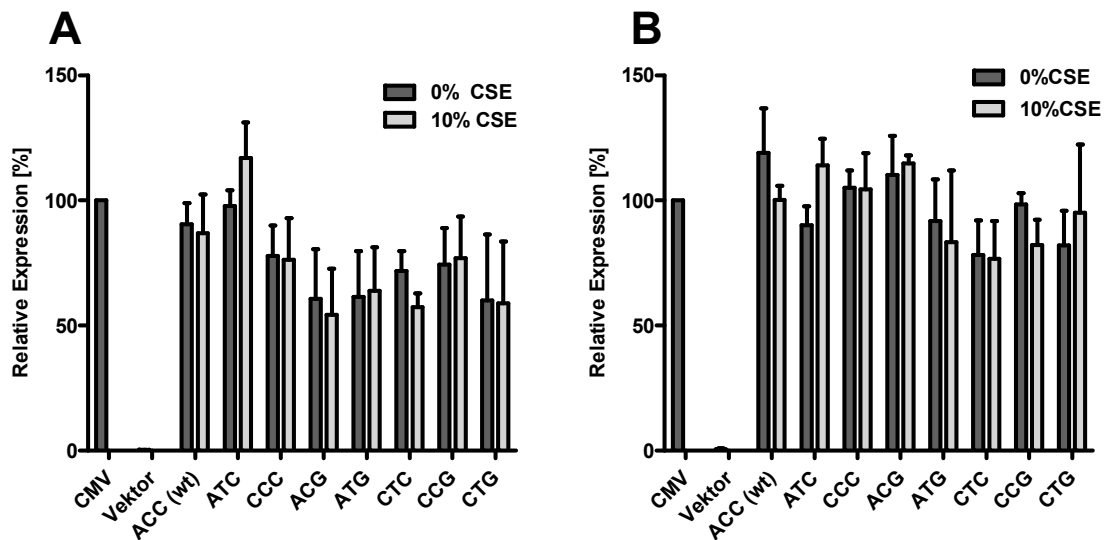 A
150
100
50
0
Relative Expression [%]
0% CSE
10% CSE
CMV
Vektor
ACC (wt)
ATC
CCC
ACG
ATG
CTC
CCG
CTG
B
150
100
50
0
Relative Expression [%]
0%CSE
10%CSE
CMV
Vektor
ACC (wt)
ATC
CCC
ACG
ATG
CTC
CCG
CTG